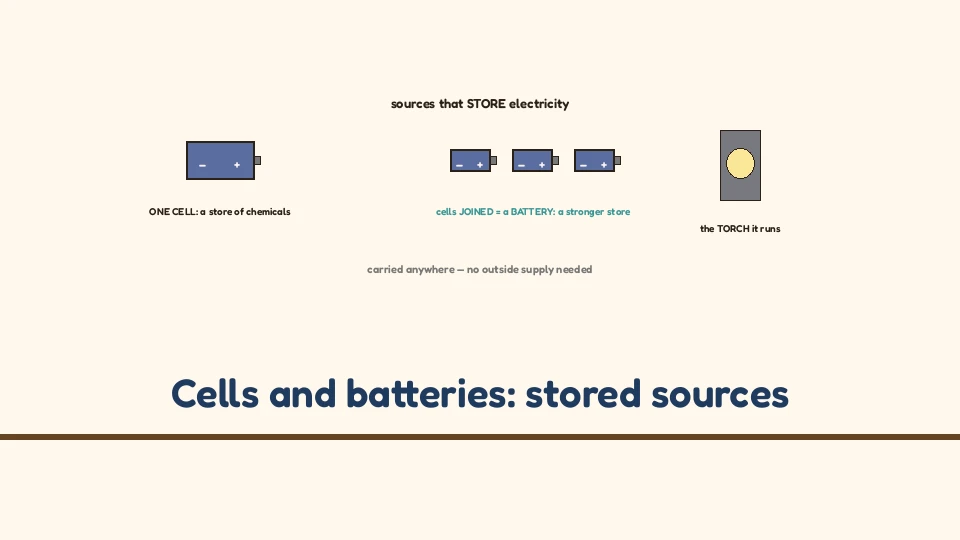 sources that STORE electricity
– +
– + – + – +
ONE CELL: a store of chemicals
cells JOINED = a BATTERY: a stronger store
the TORCH it runs
carried anywhere — no outside supply needed
Cells and batteries: stored sources